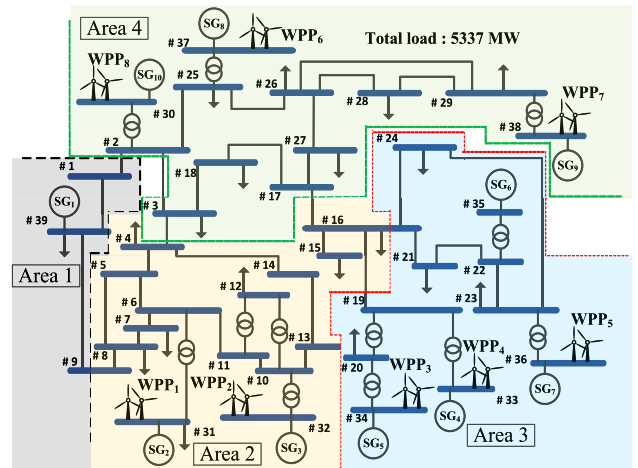 Area 4
SG8
# 37
WPP6
Total load : 5337 MW
WPP8
SG10
# 25
# 26
# 30
# 28
# 29
WPP7
# 38
SG9
# 2
# 27
# 24
# 1
# 18
# 17
SG6
# 35
SG1
# 39
# 3
# 16
# 4
# 15
# 21
# 22
Area 1
# 5
# 14
# 12
# 6
# 7
# 19
# 23
# 8
# 13
# 9
# 11
# 10
# 20
WPP5
# 36
WPP1
WPP2
WPP3
WPP4
SG7
# 33
# 34
SG4
# 31
# 32
SG2
Area 2
SG3
SG5
Area 3